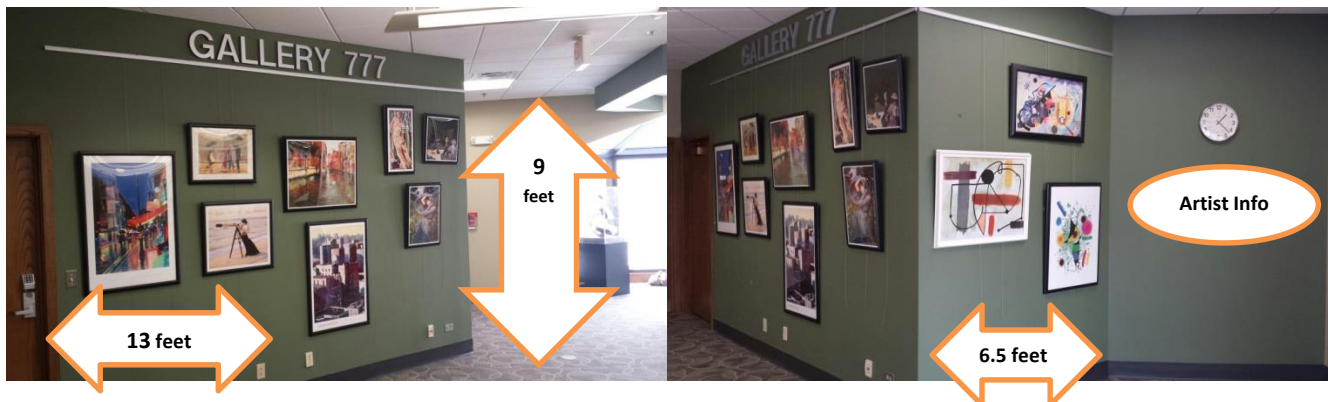 GALLERY 777
9
feet
13 feet
GALLERY 777
Artist Info
6.5 feet